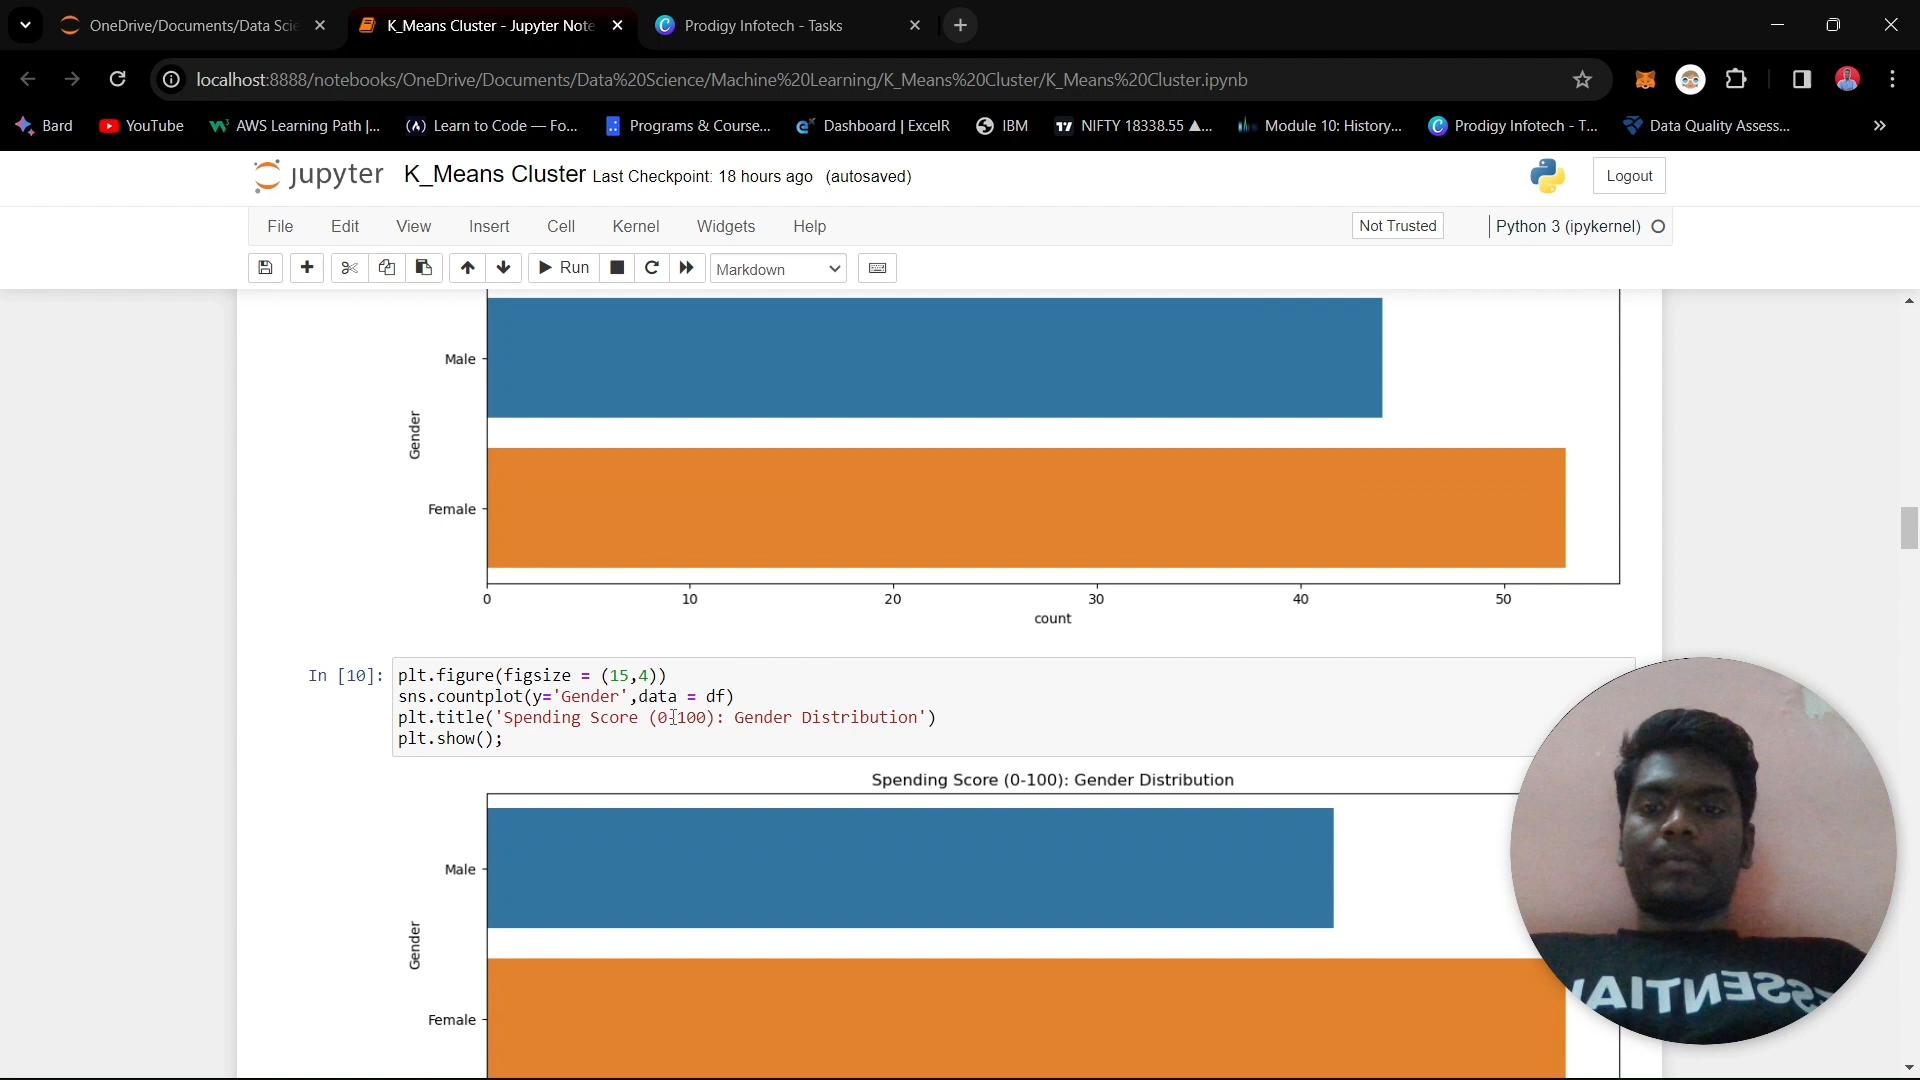 OneDrive/Documents/Data Scie
K_Means Cluster - Jupyter Note
Prodigy Infotech - Tasks
localhost:8888/notebooks/OneDrive/Documents/Data%20Science/Machine%20Learning/K_Means%20Cluster/K_Means%20Cluster.ipynb
Bard YouTube AWS Learning Path |... Learn to Code — Fo... Programs & Course... Dashboard | ExcelR IBM NIFTY 18338.55 ▲... Module 10: History... Prodigy Infotech - T... Data Quality Assess... »
jupyter K_Means Cluster Last Checkpoint: 18 hours ago (autosaved) Logout
File Edit View Insert Cell Kernel Widgets Help Not Trusted Python 3 (ipykernel)
Run Markdown
Male
Gender
Female
0 10 20 30 40 50
count
In [10]: plt.figure(figsize = (15,4))
sns.countplot(y='Gender',data = df)
plt.title('Spending Score (0-100): Gender Distribution')
plt.show();
Spending Score (0-100): Gender Distribution
Male
Gender
Female